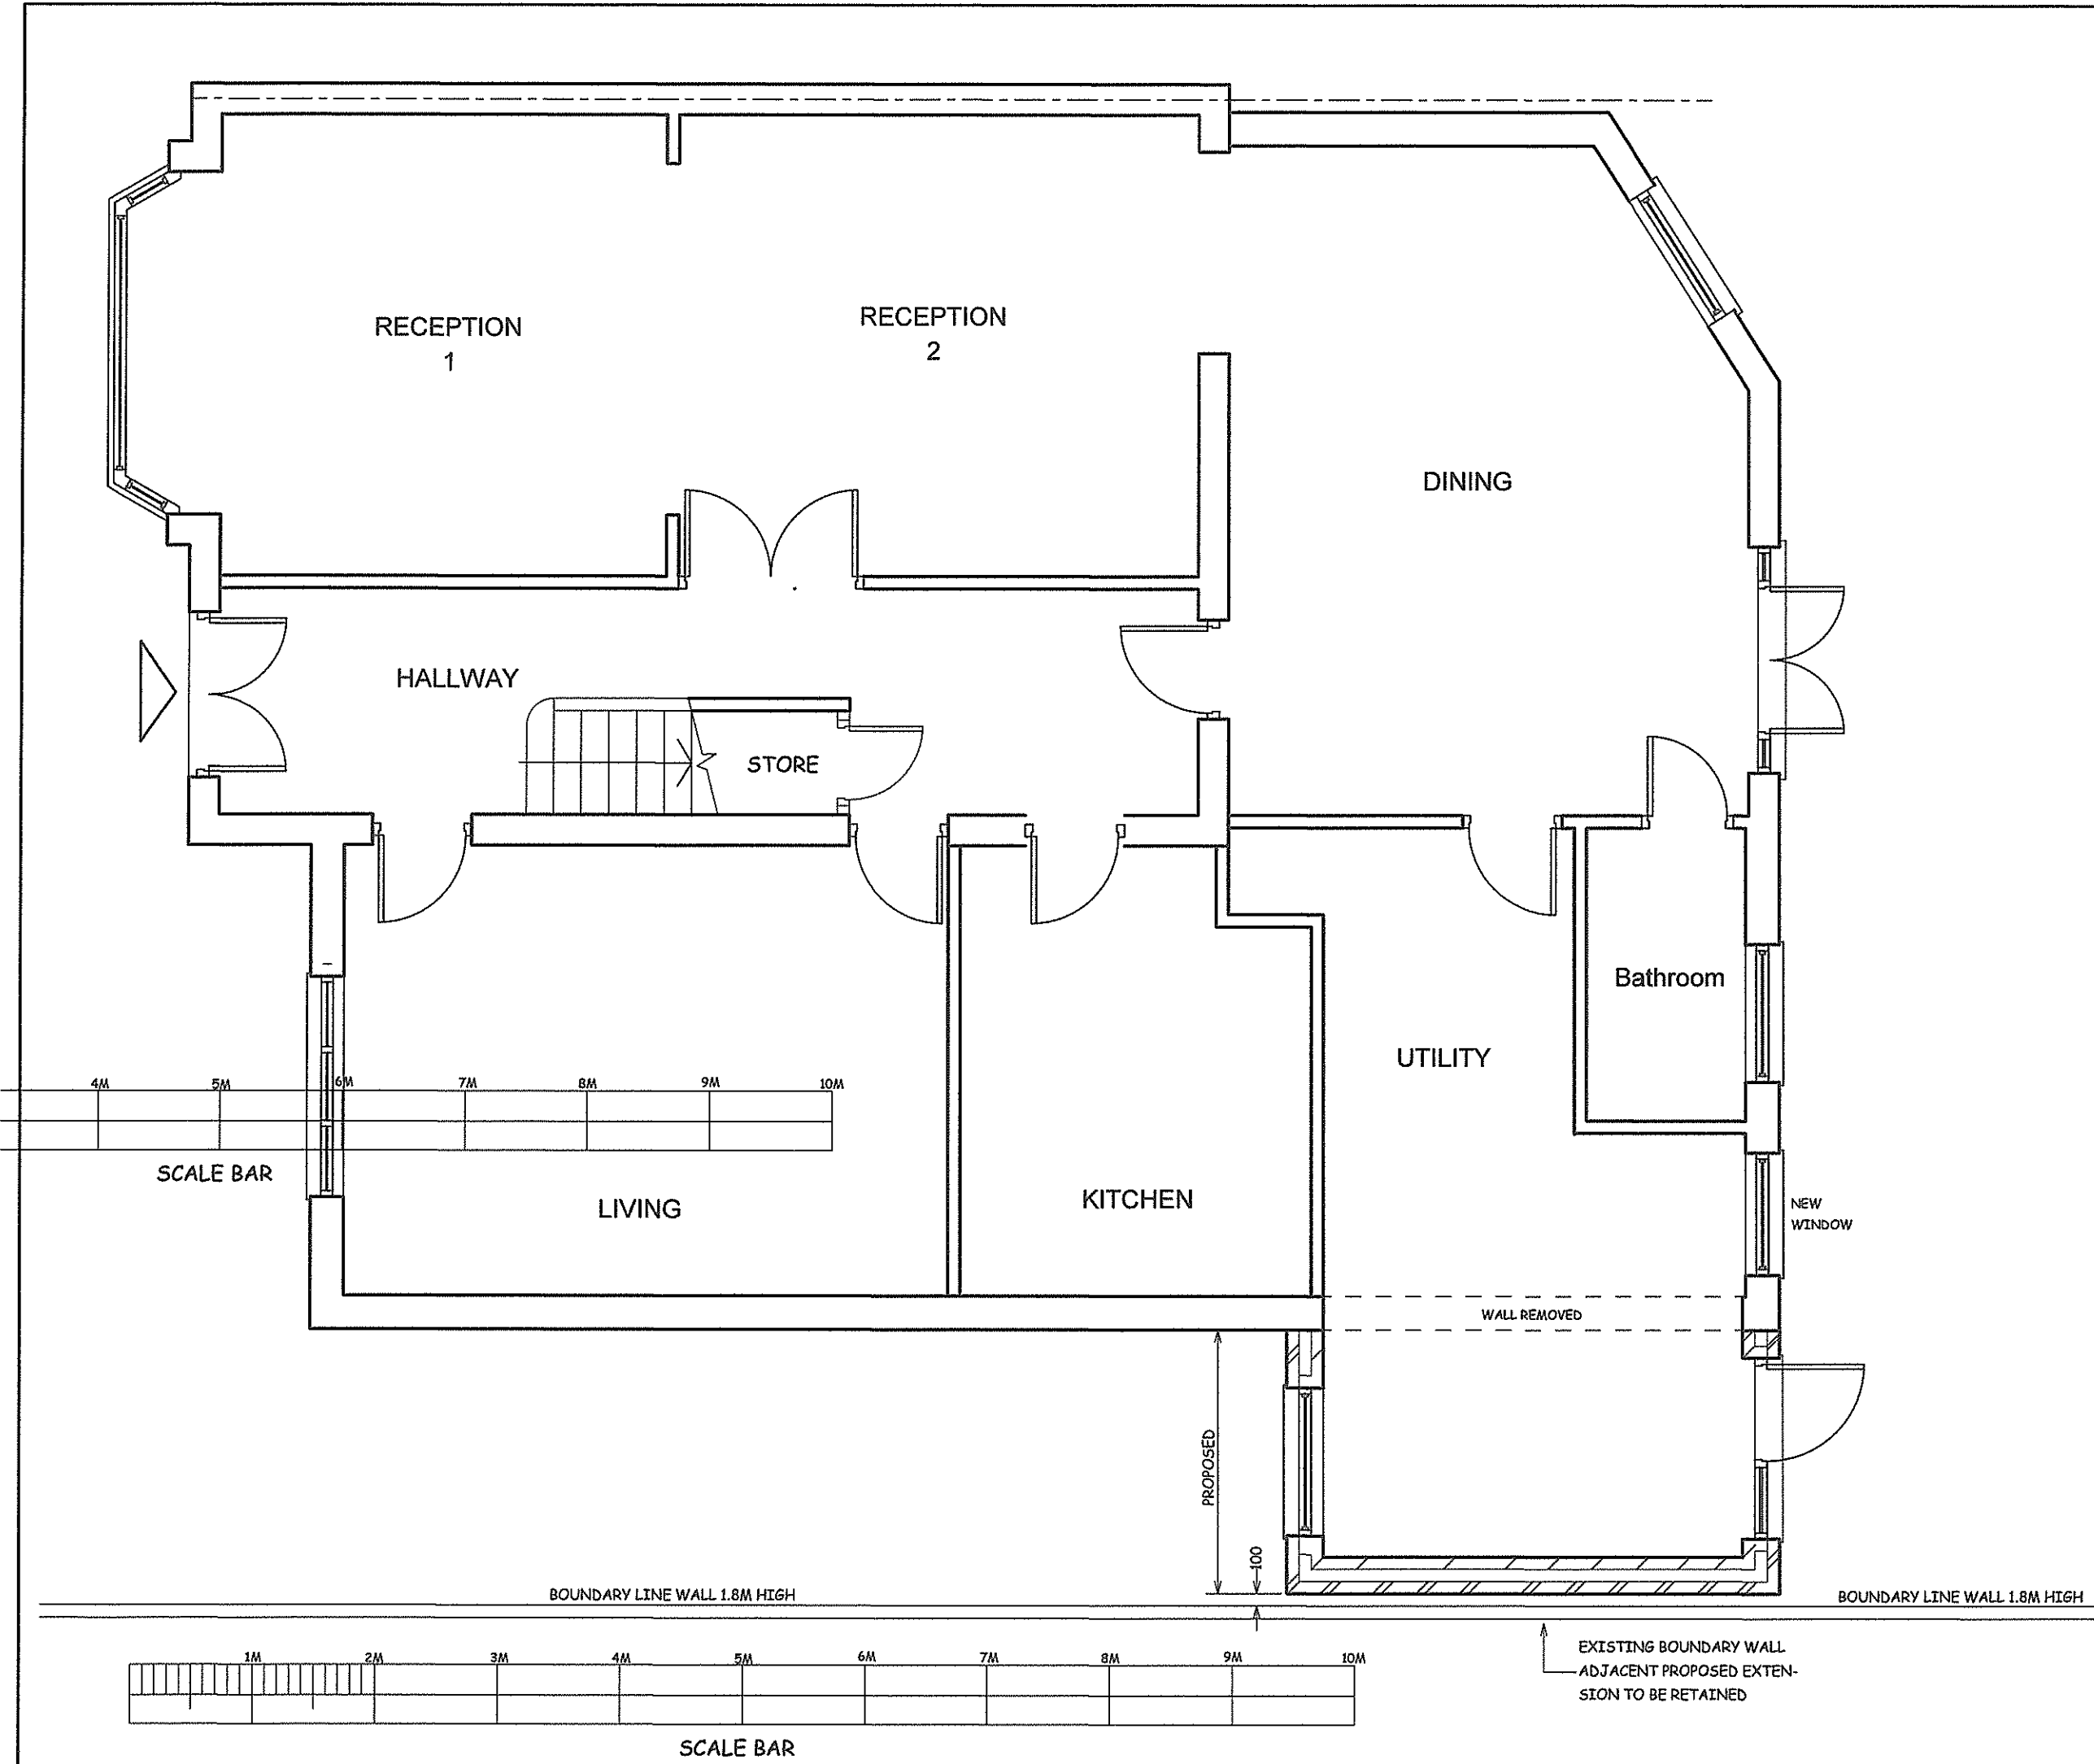 RECEPTION
1
RECEPTION
2
DINING
HALLWAY
STORE
Bathroom
UTILITY
4M 5M 6M 7M 8M 9M 10M
SCALE BAR
LIVING
KITCHEN
NEW
WINDOW
WALL REMOVED
PROPOSED
100
BOUNDARY LINE WALL 1.8M HIGH
BOUNDARY LINE WALL 1.8M HIGH
EXISTING BOUNDARY WALL
ADJACENT PROPOSED EXTEN-
SION TO BE RETAINED
1M 2M 3M 4M 5M 6M 7M 8M 9M 10M
SCALE BAR